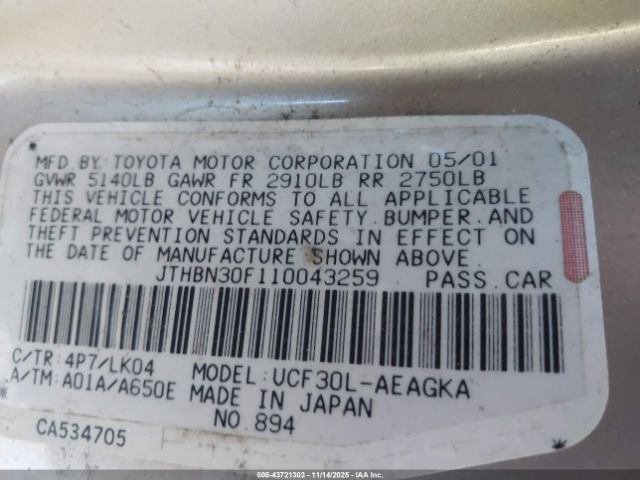 MFD BY TOYOTA MOTOR CORPORATION 05/01
GVWR 5140LB GAWR FR 2910LB RR 2750LB
THIS VEHICLE CONFORMS TO ALL APPLICABLE
FEDERAL MOTOR VEHICLE SAFETY.BUMPER.AND
THEFT PREVENTION STANDARDS IN EFFECT ON
THE DATE OF MANUFACTURE SHOWN ABOVE
JTHBN30F110043259 PASS.CAR
C/TR:4P7/LK04 MODEL:UCF30L-AEAGKA
A/TM:A01A/A650E MADE IN JAPAN
NO.894
CA534705
000-43721303 - 11/14/2025 - IAA Inc.